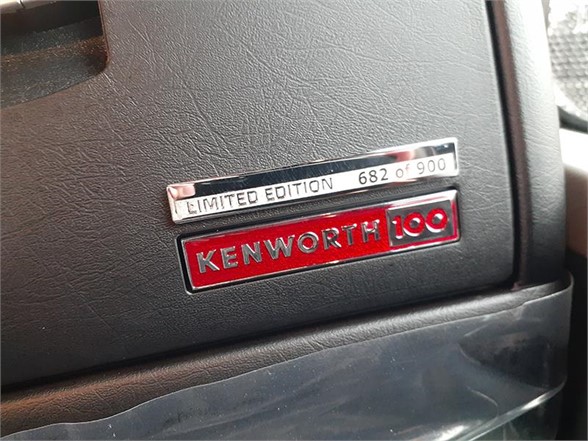 LIMITED EDITION 682 of 900
KENWORTH 100